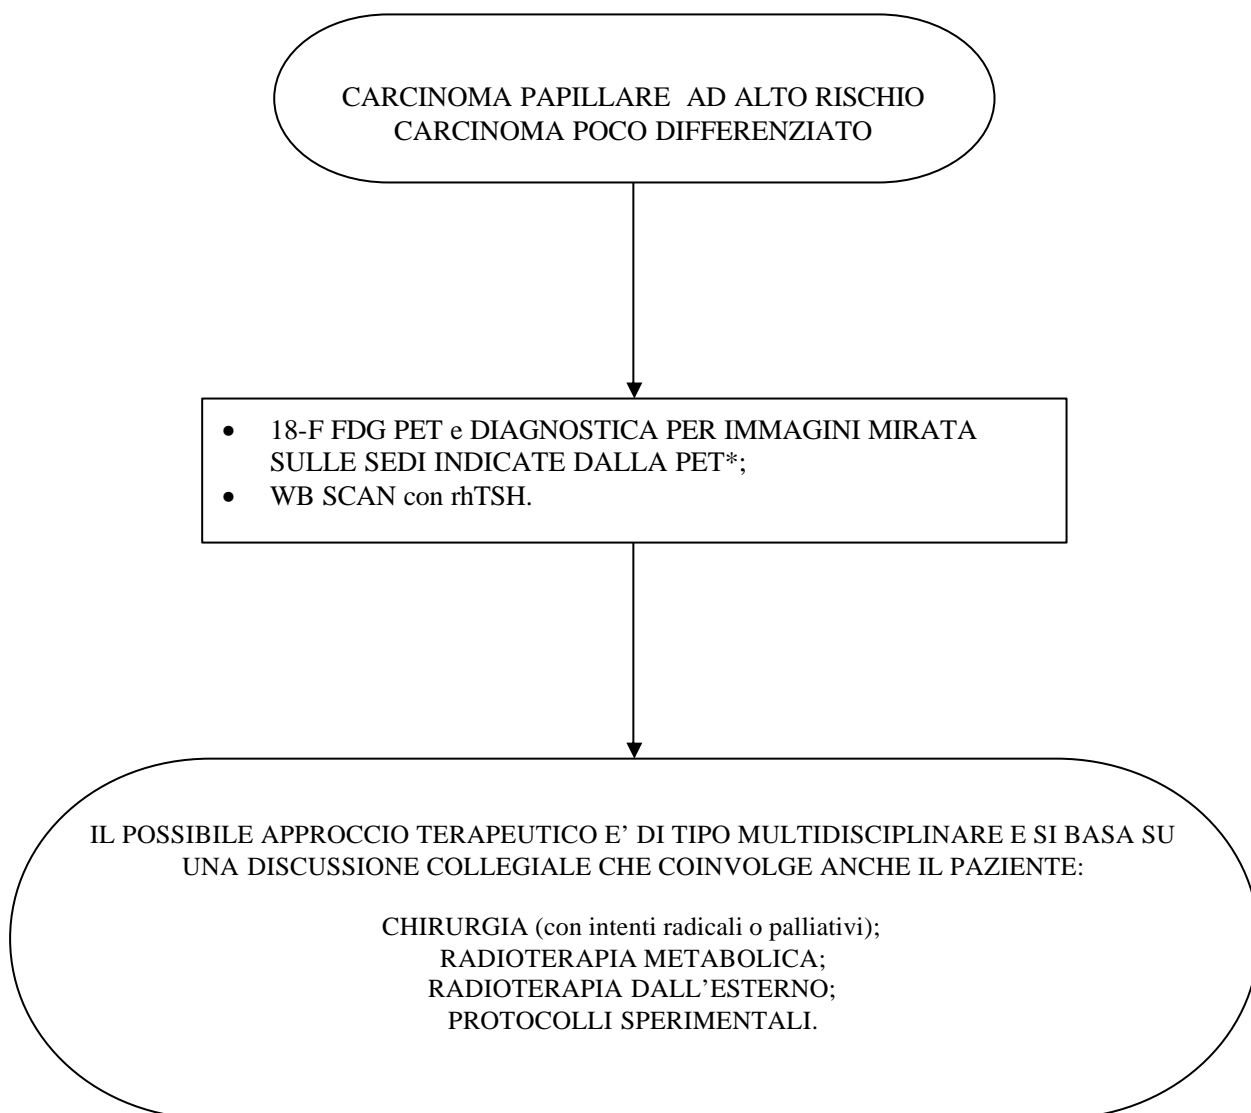 CARCINOMA PAPILLARE AD ALTO RISCHIO
CARCINOMA POCO DIFFERENZIATO
• 18-F FDG PET e DIAGNOSTICA PER IMMAGINI MIRATA
SULLE SEDI INDICATE DALLA PET*;
• WB SCAN con rhTSH.
IL POSSIBILE APPROCCIO TERAPEUTICO E’ DI TIPO MULTIDISCIPLINARE E SI BASA SU
UNA DISCUSSIONE COLLEGIALE CHE COINVOLGE ANCHE IL PAZIENTE:
CHIRURGIA (con intenti radicali o palliativi);
RADIOTERAPIA METABOLICA;
RADIOTERAPIA DALL’ESTERNO;
PROTOCOLLI SPERIMENTALI.